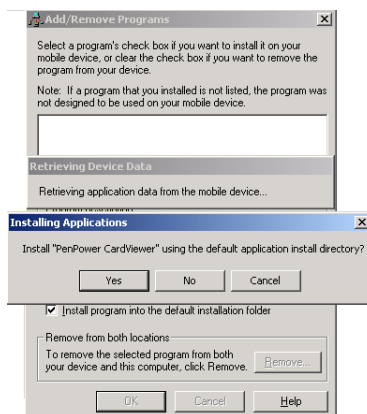 Add/Remove Programs
Select a program's check box if you want to install it on your
mobile device, or clear the check box if you want to remove the
program from your device.
Note: If a program that you installed is not listed, the program was
not designed to be used on your mobile device.
Retrieving Device Data
Retrieving application data from the mobile device...
Installing Applications
Install "PenPower CardViewer" using the default application install directory?
Yes
No
Cancel
Install program into the default installation folder
Remove from both locations
To remove the selected program from both
your device and this computer, click Remove.
Remove...
OK
Cancel
Help